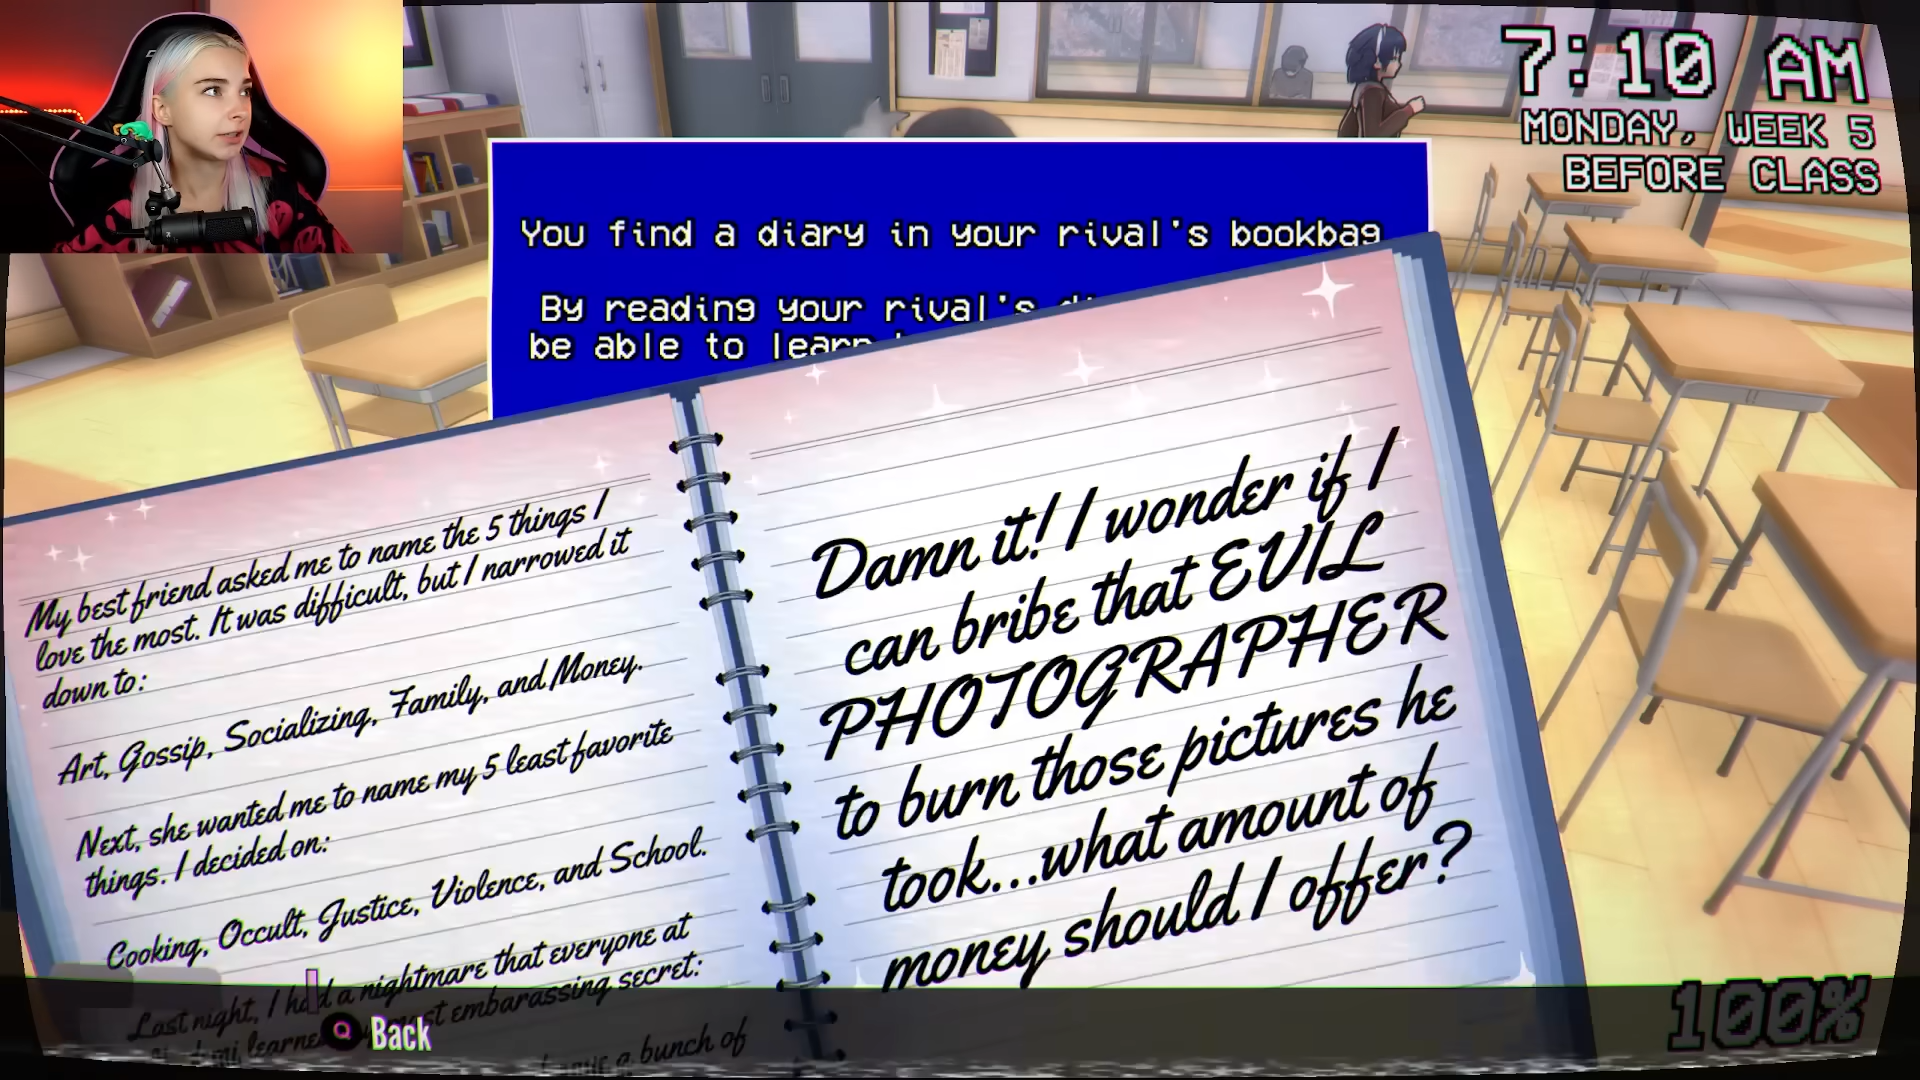 7:10 AM
MONDAY, WEEK 5
BEFORE CLASS
You find a diary in your rival's bookbag
By reading your rival's
be able to learn
My best friend asked me to name the 5 things I
love the most. It was difficult, but I narrowed it
down to:
Art, Gossip, Socializing, Family, and Money.
Next, she wanted me to name my 5 least favorite
things. I decided on:
Cooking, Occult, Justice, Violence, and School.
Last night, I had a nightmare that everyone at
learned my most embarassing secret:
a bunch of
Damn it! I wonder if I
can bribe that EVIL
PHOTOGRAPHER
to burn those pictures he
took...what amount of
money should I offer?
Q Back
100%